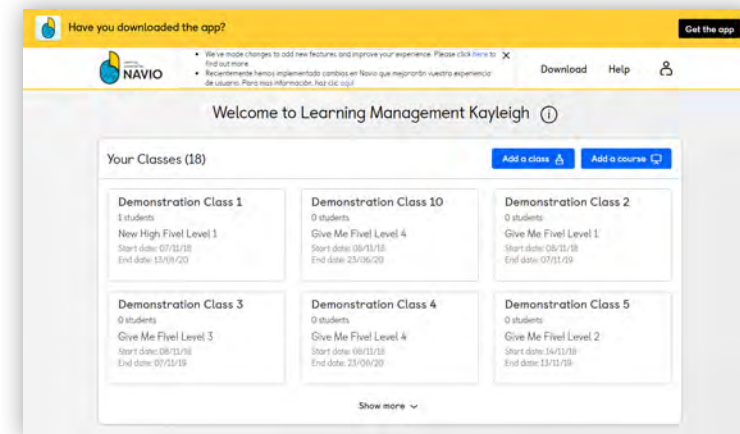 Have you downloaded the app?
Get the app
NAVIO
We've made changes to add new features and improve your experience. Please click here to
find out more
Recientemente hemos implementado cambios en Navio que mejorarán vuestra experiencia
de usuario. Para mas información, haz clic aquí
Download Help
Welcome to Learning Management Kayleigh
Your Classes (18)
Add a class
Add a course
Demonstration Class 1
1 students
New High Five! Level 1
Start date: 07/11/18
End date: 13/09/20
Demonstration Class 10
0 students
Give Me Five! Level 4
Start date: 08/11/18
End date: 23/06/20
Demonstration Class 2
0 students
Give Me Five! Level 1
Start date: 08/11/18
End date: 07/11/19
Demonstration Class 3
0 students
Give Me Five! Level 3
Start date: 08/11/18
End date: 07/11/19
Demonstration Class 4
0 students
Give Me Five! Level 4
Start date: 08/11/18
End date: 23/06/20
Demonstration Class 5
0 students
Give Me Five! Level 2
Start date: 14/11/18
End date: 13/11/19
Show more